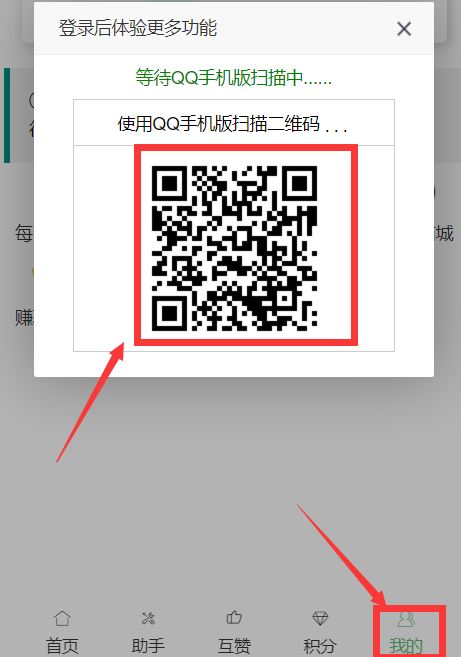 登录后体验更多功能
等待QQ手机版扫描中......
使用QQ手机版扫描二维码 . . .
每
城
赚
首页
助手
互赞
积分
我的